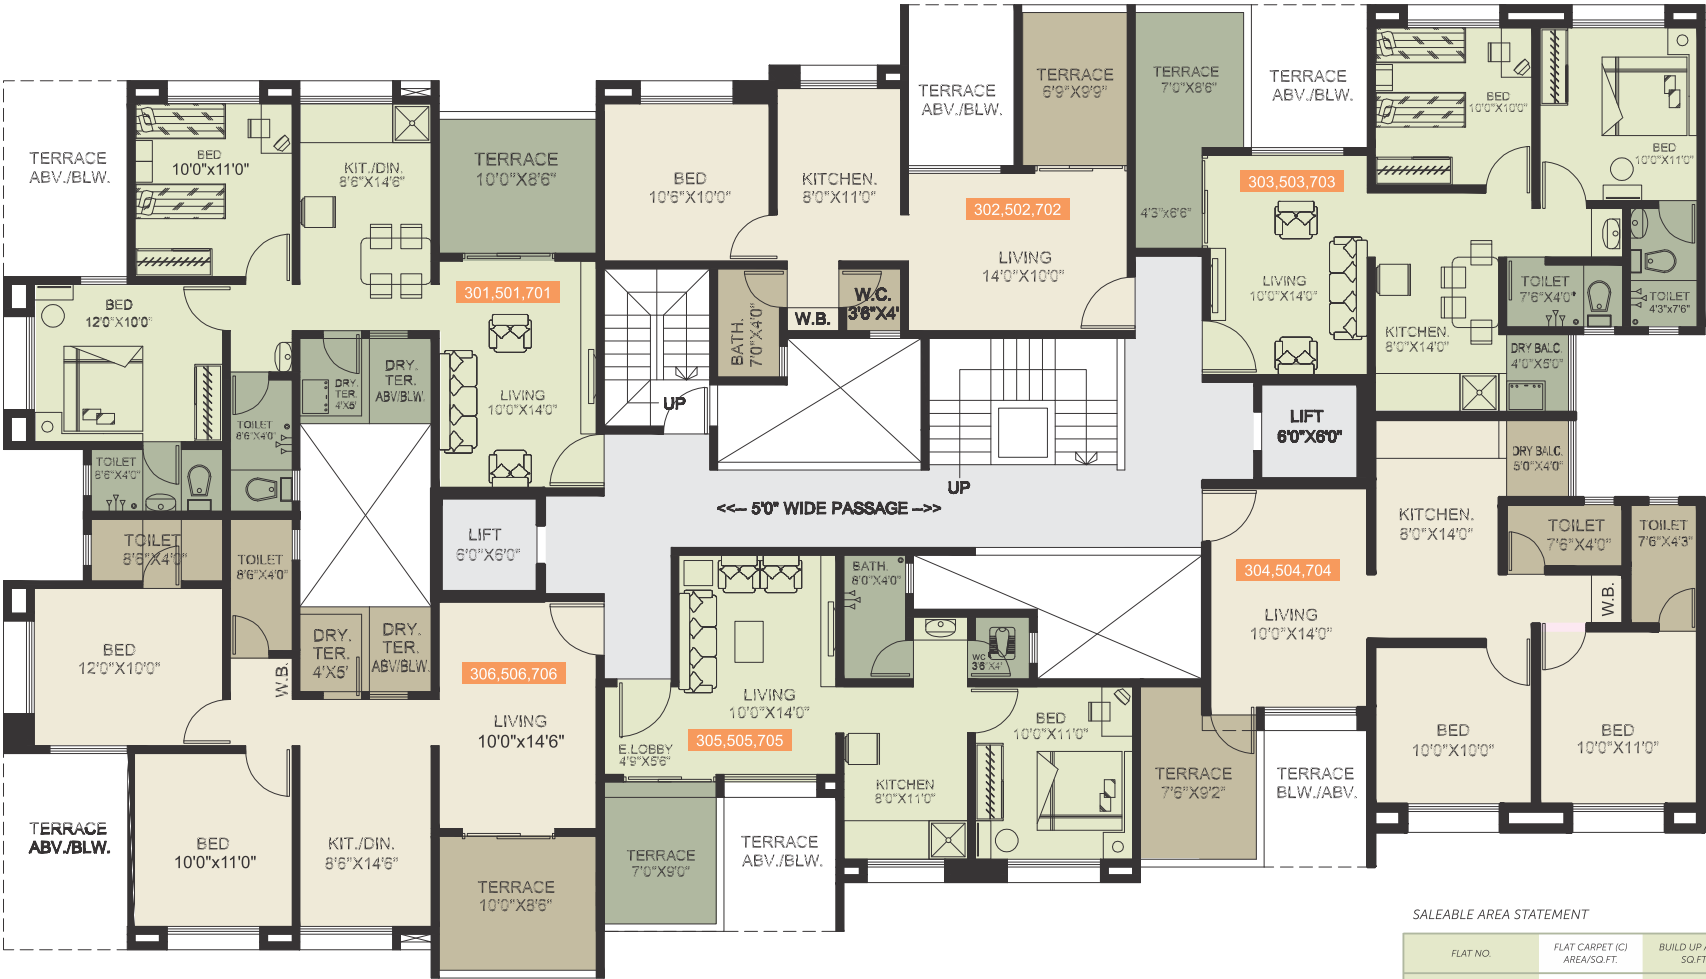 TERRACE
ABV./BLW.
BED
10'0"x11'0"
KIT./DIN.
8'6"X14'6"
TERRACE
10'0"X8'6"
BED
10'6"X10'0"
KITCHEN.
8'0"X11'0"
TERRACE
ABV./BLW.
TERRACE
6'9"X9'9"
TERRACE
7'0"X8'6"
TERRACE
ABV./BLW.
BED
10'0"X10'0"
BED
10'0"X11'0"
302,502,702
LIVING
14'0"X10'0"
303,503,703
4'3"x6'6"
LIVING
10'0"X14'0"
TOILET
7'6"X4'0"
TOILET
4'3"x7'6"
KITCHEN.
8'0"X14'0"
DRY BALC.
4'0"X5'0"
301,501,701
BED
12'0"X10'0"
LIVING
10'0"X14'0"
DRY.
TER.
4'X5'
DRY.
TER.
ABV/BLW.
BATH.
7'0"X4'0"
W.B.
W.C.
3'6"X4'
UP
UP
LIFT
6'0"X6'0"
TOILET
8'6"X4'0"
TOILET
8'6"X4'0"
<<-- 5'0" WIDE PASSAGE -->>
DRY BALC.
5'0"X4'0"
KITCHEN.
8'0"X14'0"
TOILET
7'6"X4'0"
TOILET
7'6"X4'3"
LIFT
6'0"X6'0"
TOILET
8'6"X4'0"
TOILET
8'6"X4'0"
BATH.
8'0"X4'0"
304,504,704
LIVING
10'0"X14'0"
W.B.
BED
12'0"X10'0"
W.B.
DRY.
TER.
4'X5'
DRY.
TER.
ABV/BLW.
306,506,706
LIVING
10'0"x14'6"
WC
3'6"X4'
LIVING
10'0"X14'0"
305,505,705
E.LOBBY
4'9"X5'6"
BED
10'0"X11'0"
KITCHEN
8'0"X11'0"
TERRACE
7'6"X9'2"
TERRACE
BLW./ABV.
BED
10'0"X10'0"
BED
10'0"X11'0"
TERRACE
ABV./BLW.
BED
10'0"x11'0"
KIT./DIN.
8'6"X14'6"
TERRACE
10'0"X8'6"
TERRACE
7'0"X9'0"
TERRACE
ABV./BLW.
SALEABLE AREA STATEMENT
FLAT NO.
FLAT CARPET (C)
AREA/SQ.FT.
BUILD UP